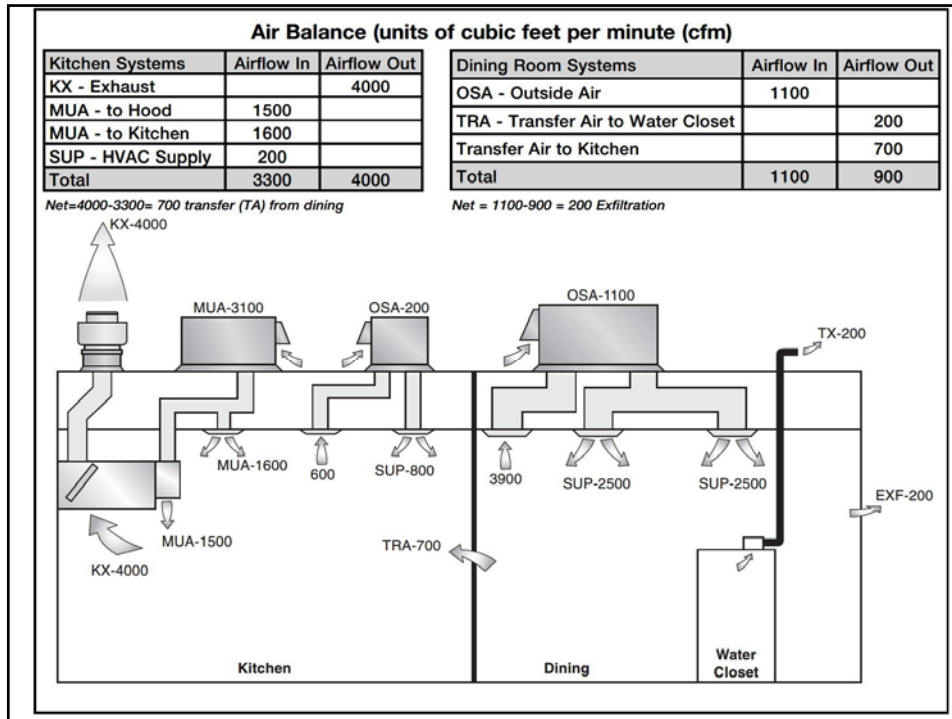 Air Balance (units of cubic feet per minute (cfm)
Kitchen Systems Airflow In Airflow Out
KX - Exhaust 4000
MUA - to Hood 1500
MUA - to Kitchen 1600
SUP - HVAC Supply 200
Total 3300 4000
Net=4000-3300= 700 transfer (TA) from dining
Dining Room Systems Airflow In Airflow Out
OSA - Outside Air 1100
TRA - Transfer Air to Water Closet 200
Transfer Air to Kitchen 700
Total 1100 900
Net = 1100-900 = 200 Exfiltration
KX-4000
MUA-3100
OSA-200
OSA-1100
TX-200
MUA-1600
600
SUP-800
3900
SUP-2500
SUP-2500
EXF-200
MUA-1500
KX-4000
TRA-700
Kitchen
Dining
Water
Closet